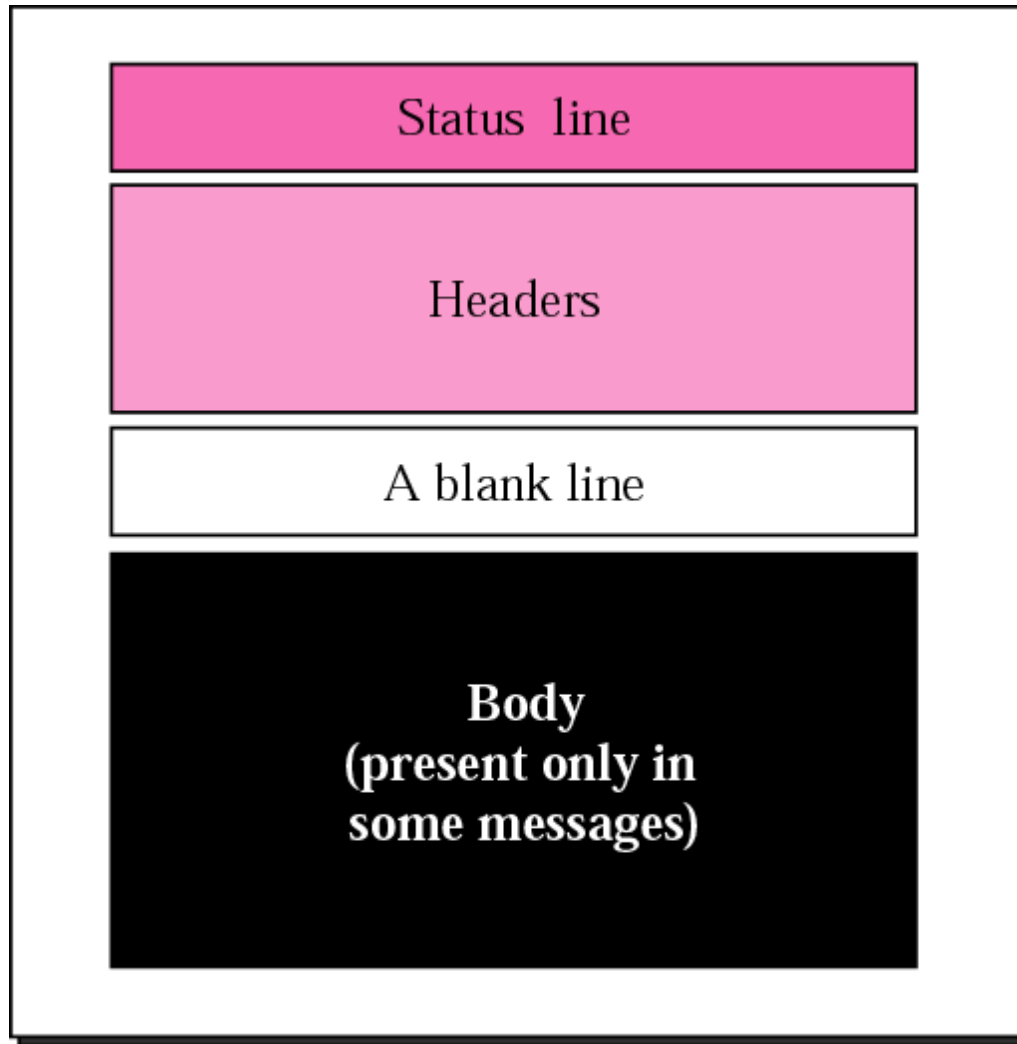 Status line
Headers
A blank line
Body
(present only in
some messages)